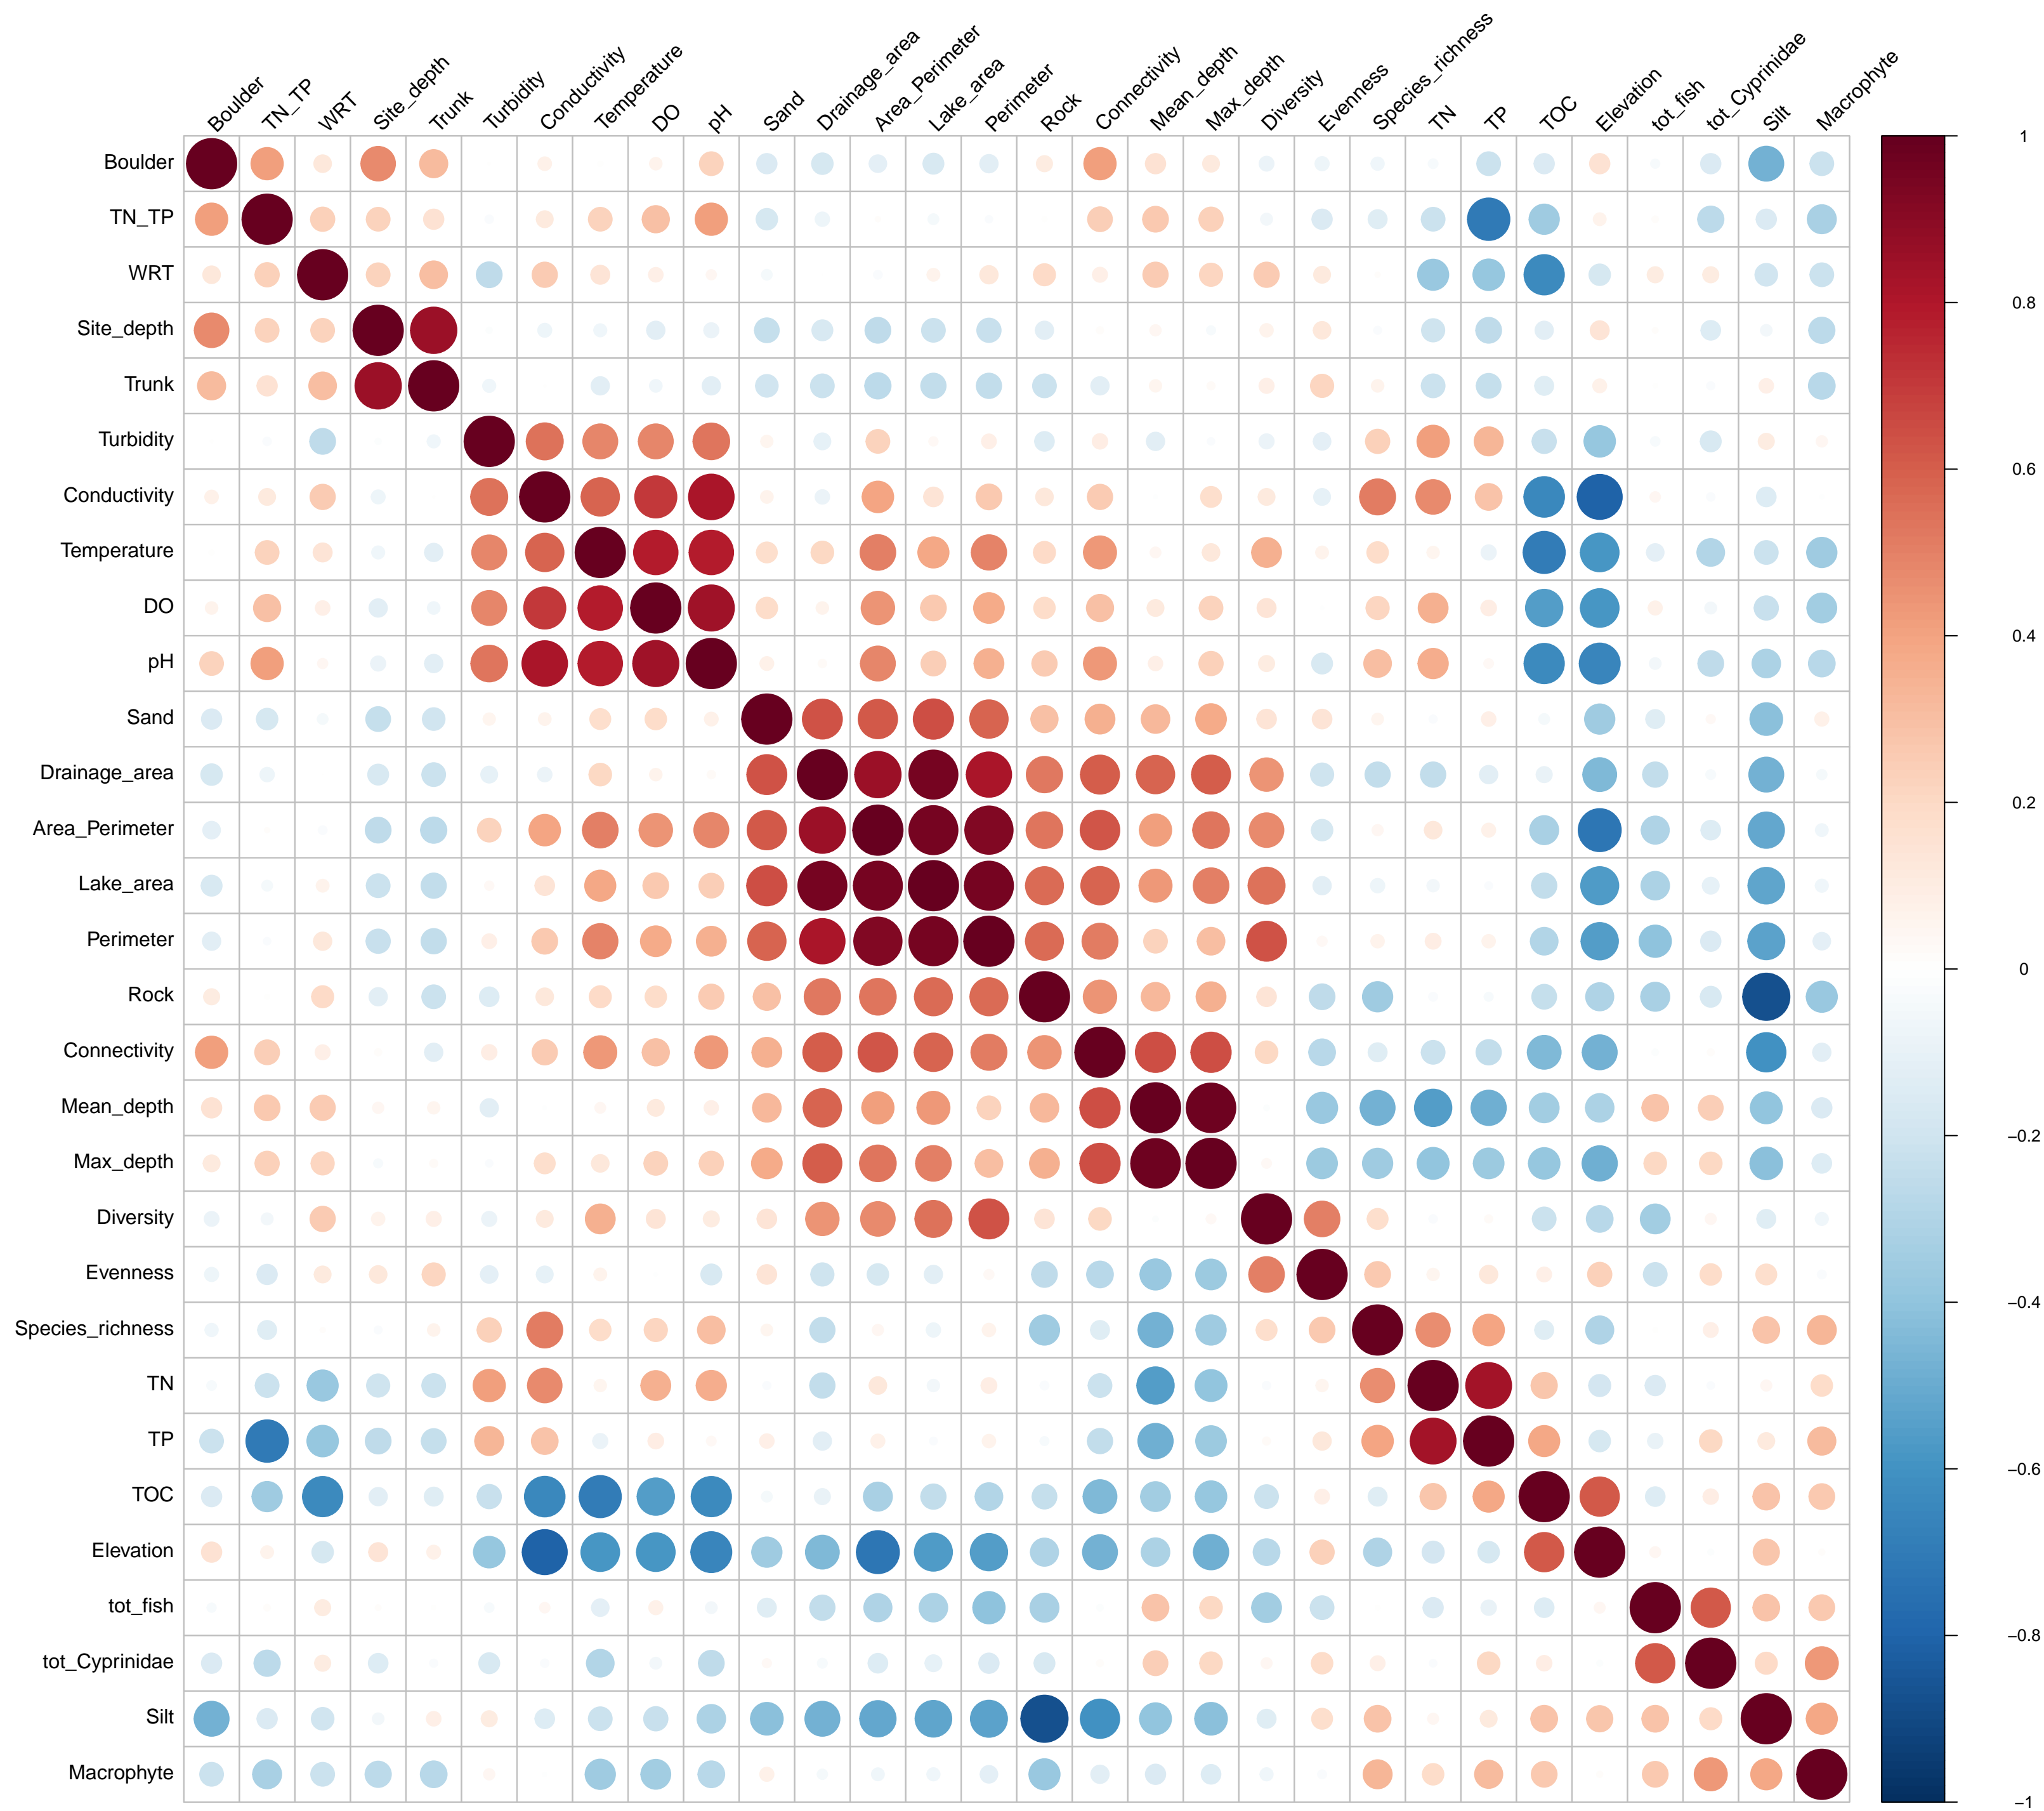 Boulder
TN_TP
WRT
Site_depth
Trunk
Turbidity
Conductivity
Temperature
DO
pH
Sand
Drainage_area
Area_Perimeter
Lake_area
Perimeter
Rock
Connectivity
Mean_depth
Max_depth
Diversity
Evenness
Species_richness
TN
TP
TOC
Elevation
tot_fish
tot_Cyprinidae
Silt
Macrophyte
Boulder
TN_TP
WRT
Site_depth
Trunk
Turbidity
Conductivity
Temperature
DO
pH
Sand
Drainage_area
Area_Perimeter
Lake_area
Perimeter
Rock
Connectivity
Mean_depth
Max_depth
Diversity
Evenness
Species_richness
TN
TP
TOC
Elevation
tot_fish
tot_Cyprinidae
Silt
Macrophyte
1
0.8
0.6
0.4
0.2
0
−0.2
−0.4
−0.6
−0.8
−1